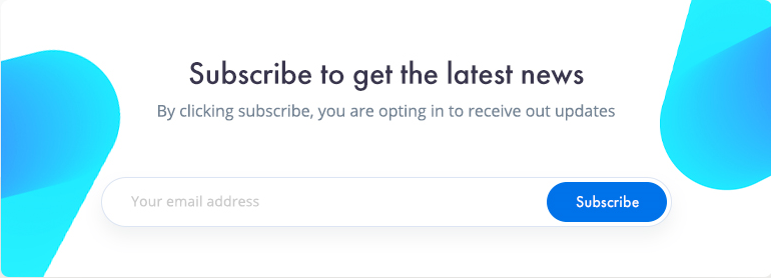 Subscribe to get the latest news
By clicking subscribe, you are opting in to receive out updates
Your email address
Subscribe